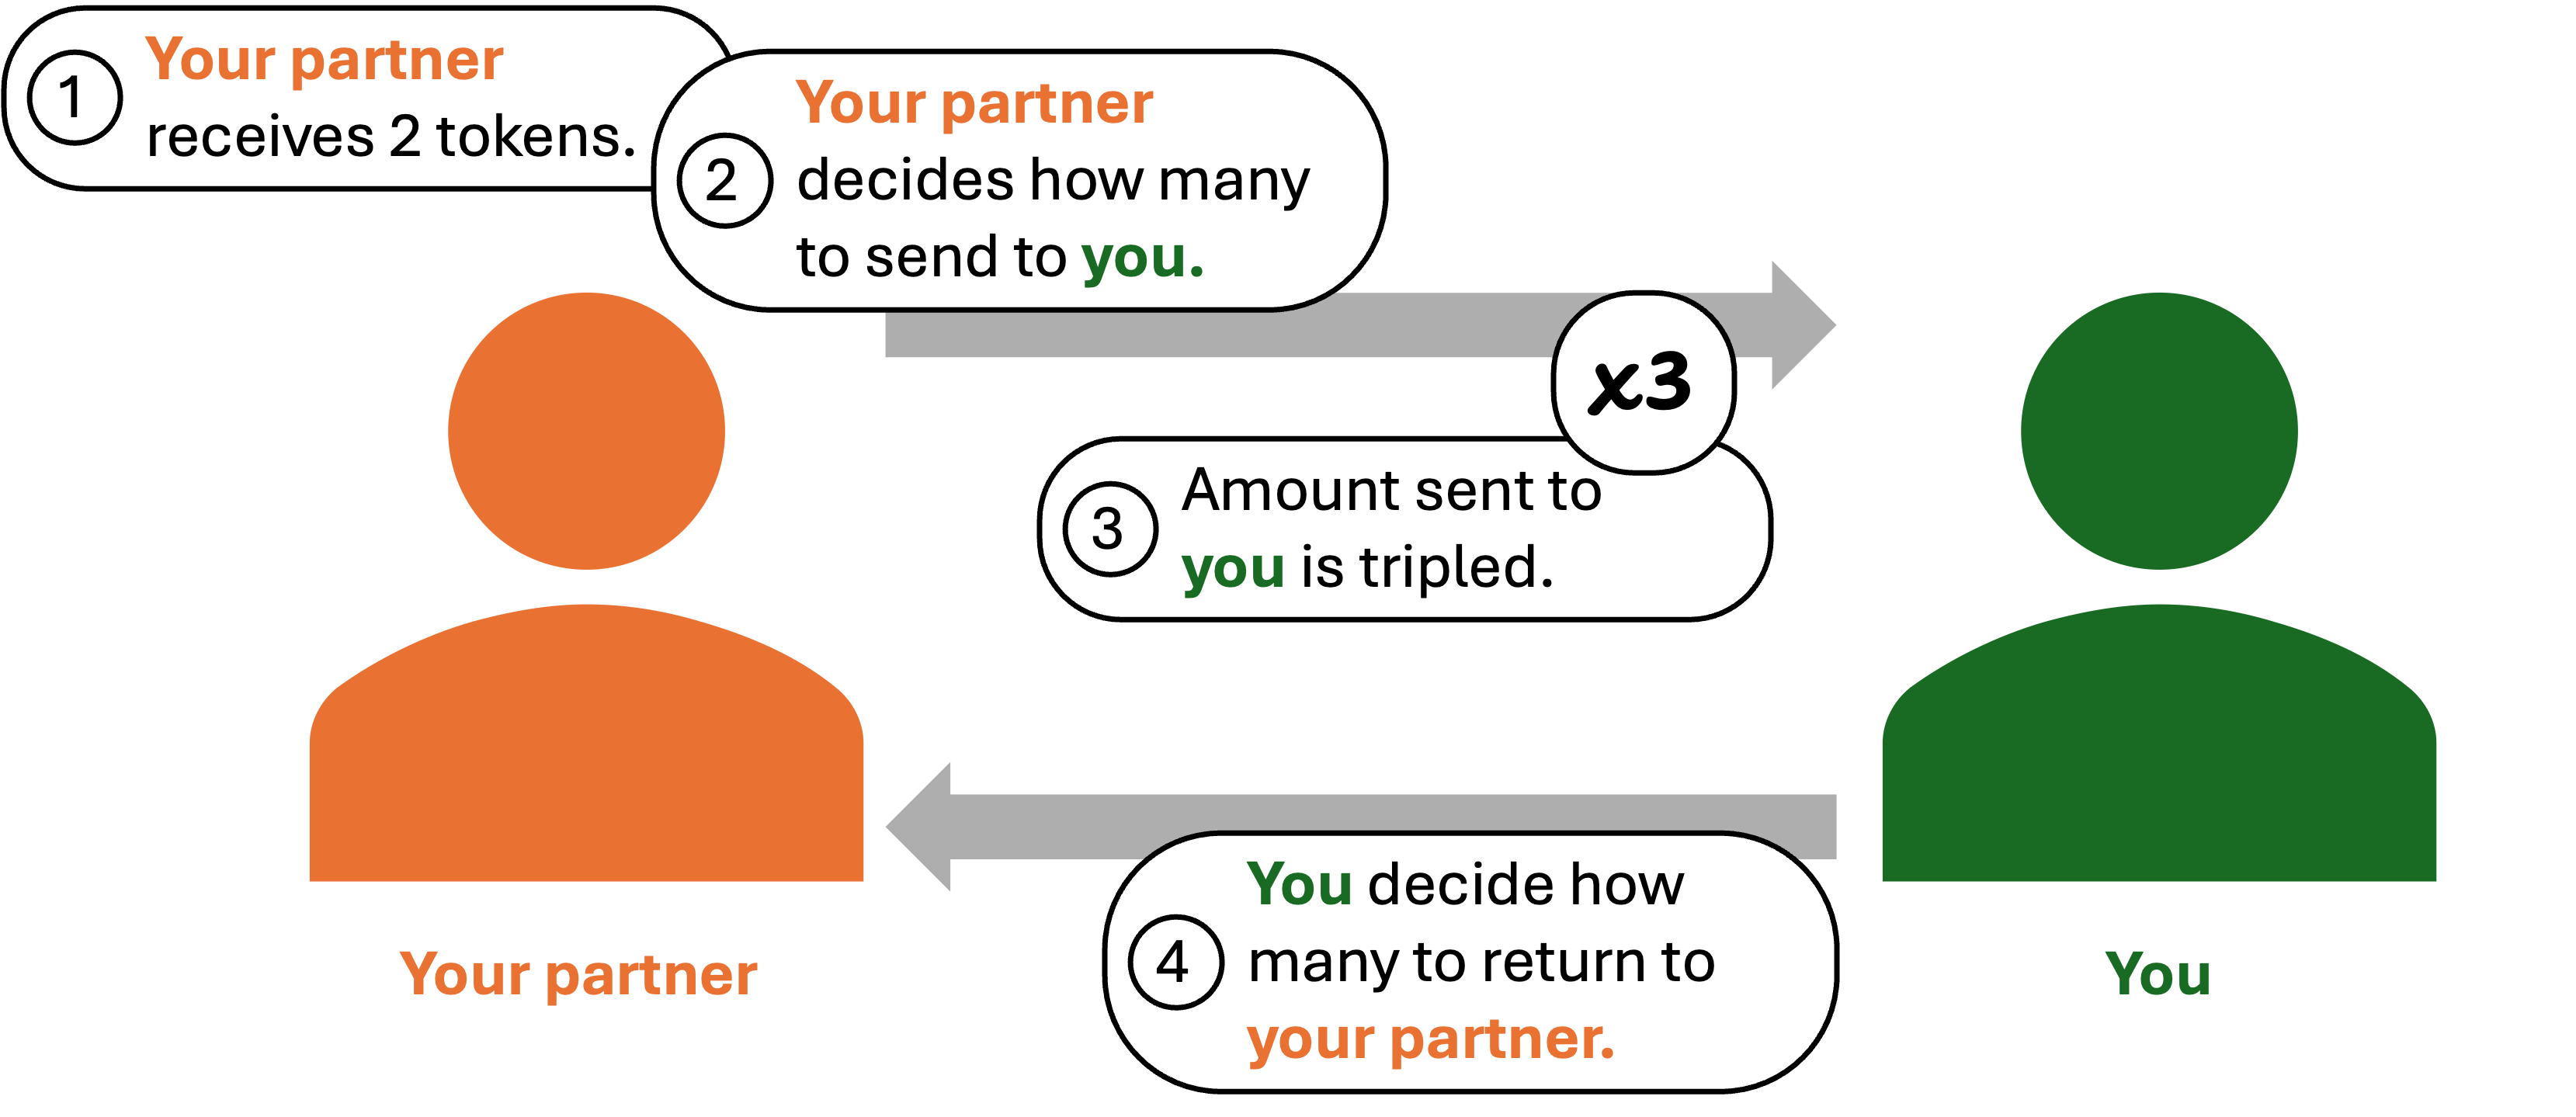 1
Your partner
receives 2 tokens.
2
Your partner
decides how many
to send to you.
x3
3
Amount sent to
you is tripled.
4
You decide how
many to return to
your partner.
Your partner
You